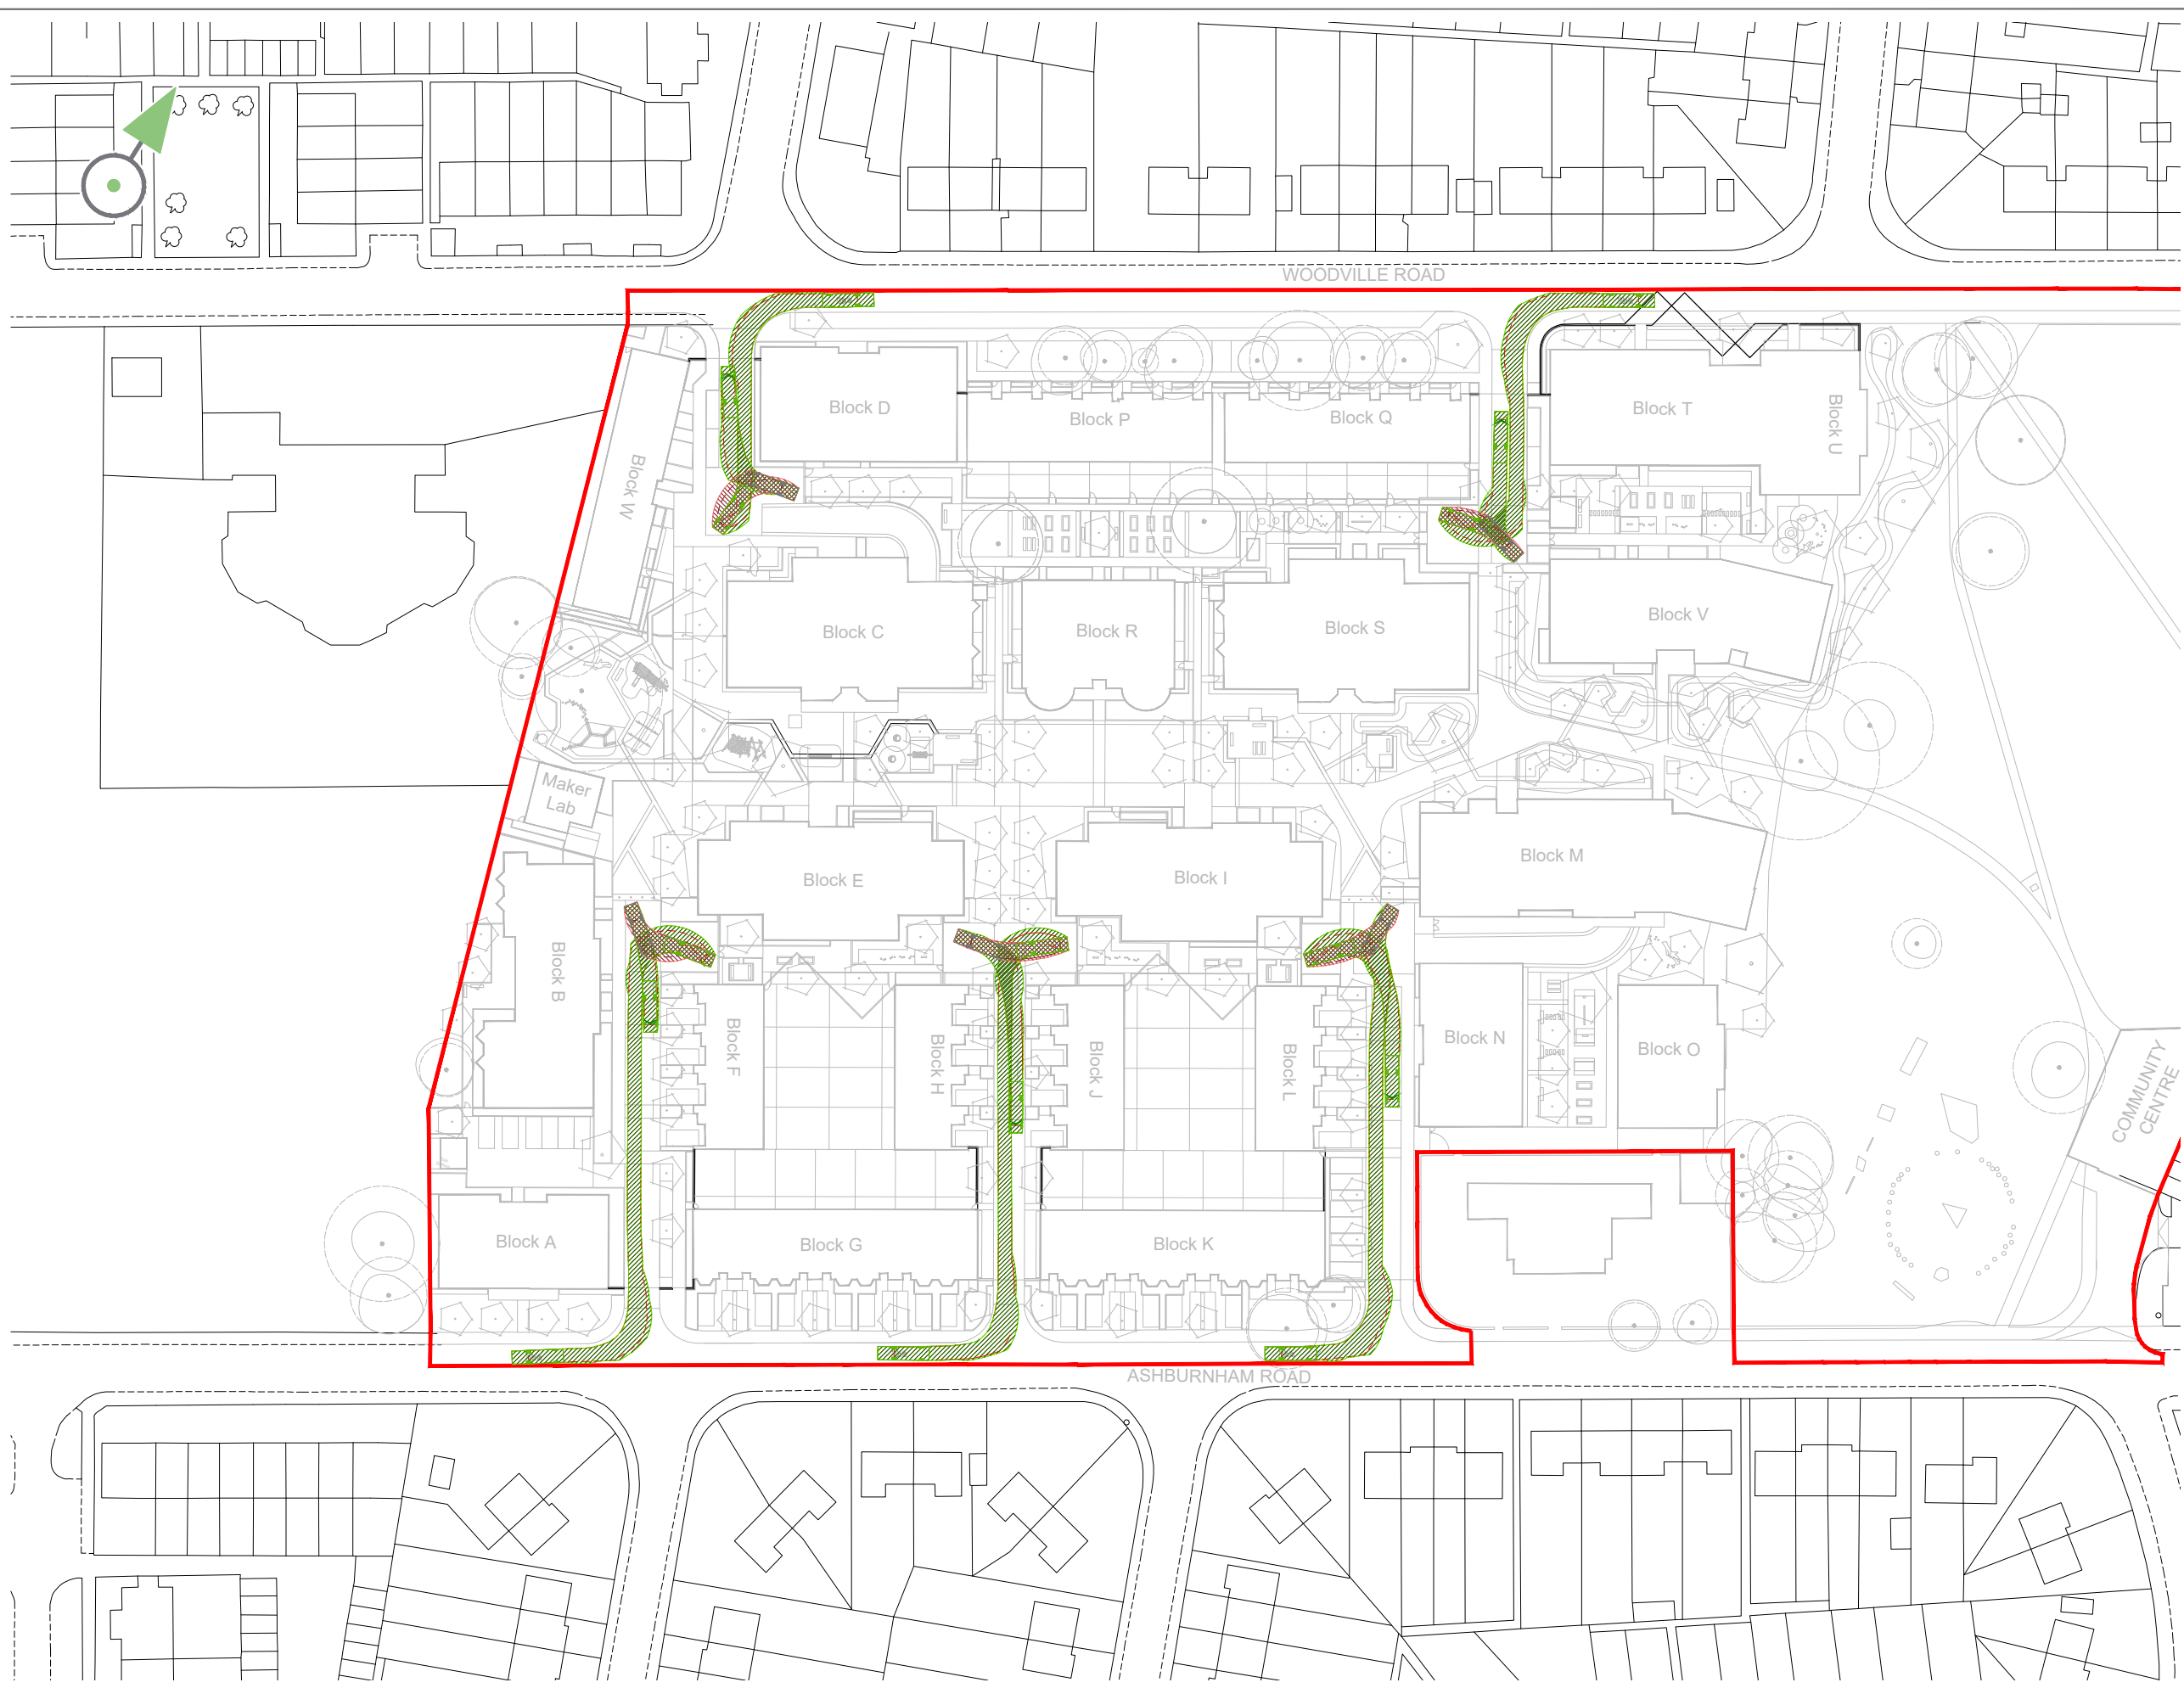 WOODVILLE ROAD
Block D
Block P
Block Q
Block T
Block U
Block W
Block C
Block R
Block S
Block V
Maker
Lab
Block E
Block I
Block M
Block B
Block F
Block H
Block J
Block L
Block N
Block O
COMMUNITY
CENTRE
Block A
Block G
Block K
ASHBURNHAM ROAD